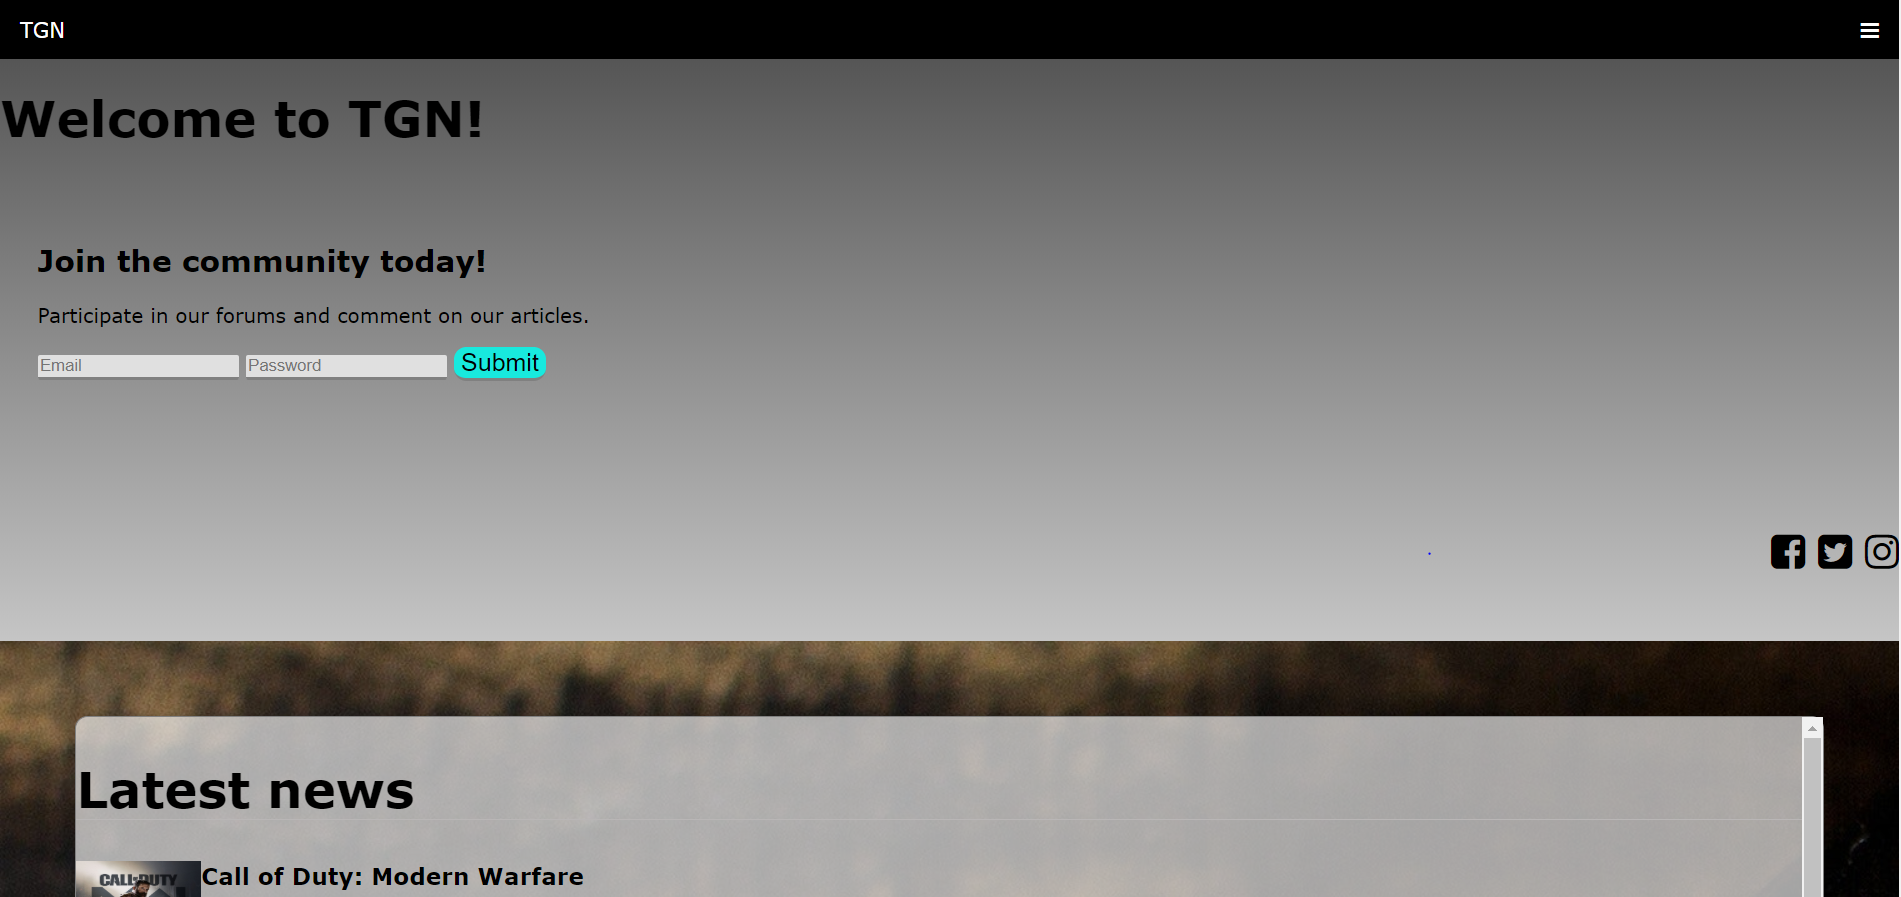 TGN
Welcome to TGN!
Join the community today!
Participate in our forums and comment on our articles.
Email Password Submit
Latest news
CALL OF DUTY
Call of Duty: Modern Warfare